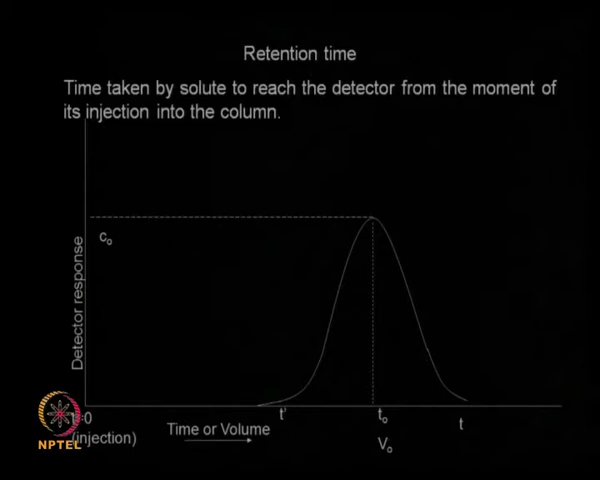 Retention time
Time taken by solute to reach the detector from the moment of
its injection into the column.
c₀
Detector response
t' t₀ t
:0
(injection) Time or Volume
V₀
NPTEL